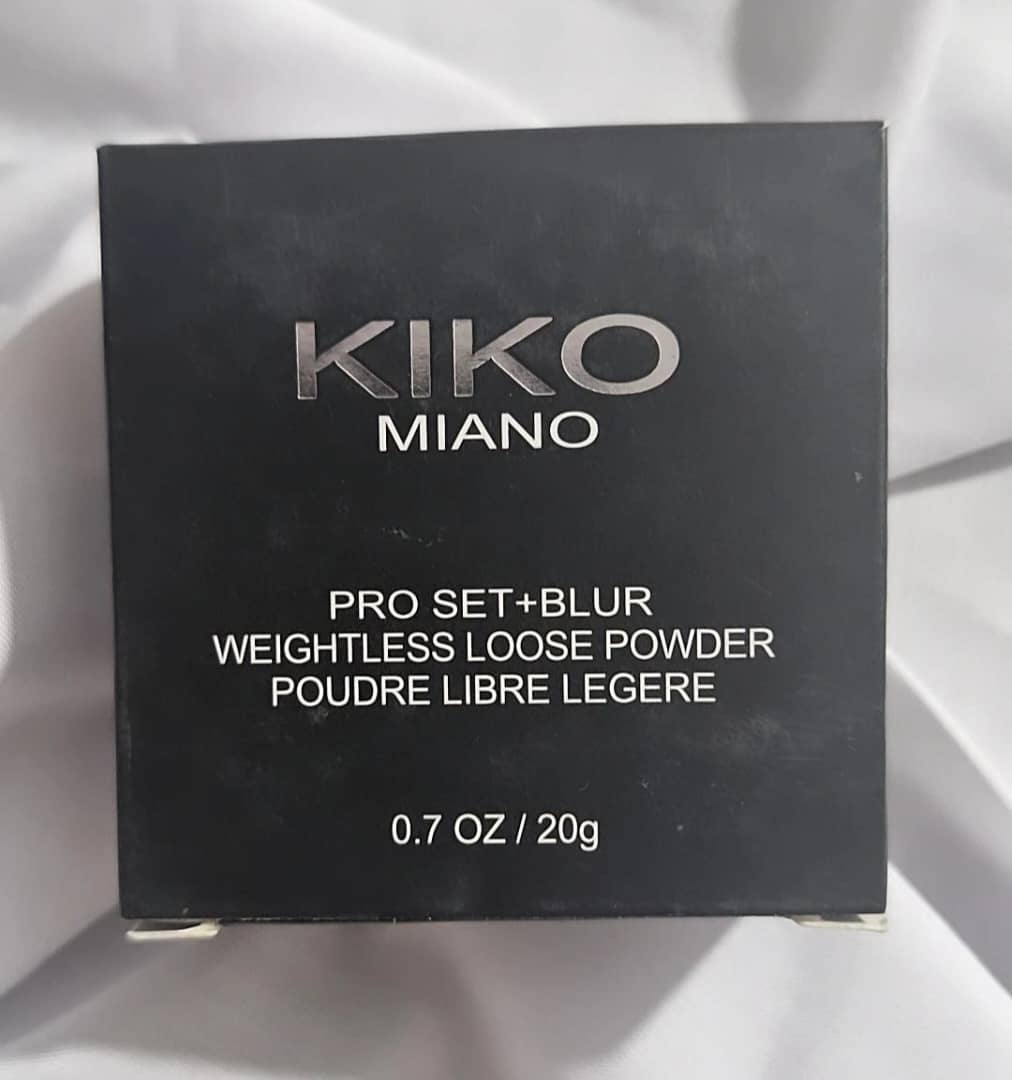 KIKO
MIANO
PRO SET+BLUR
WEIGHTLESS LOOSE POWDER
POUDRE LIBRE LEGERE
0.7 OZ / 20g